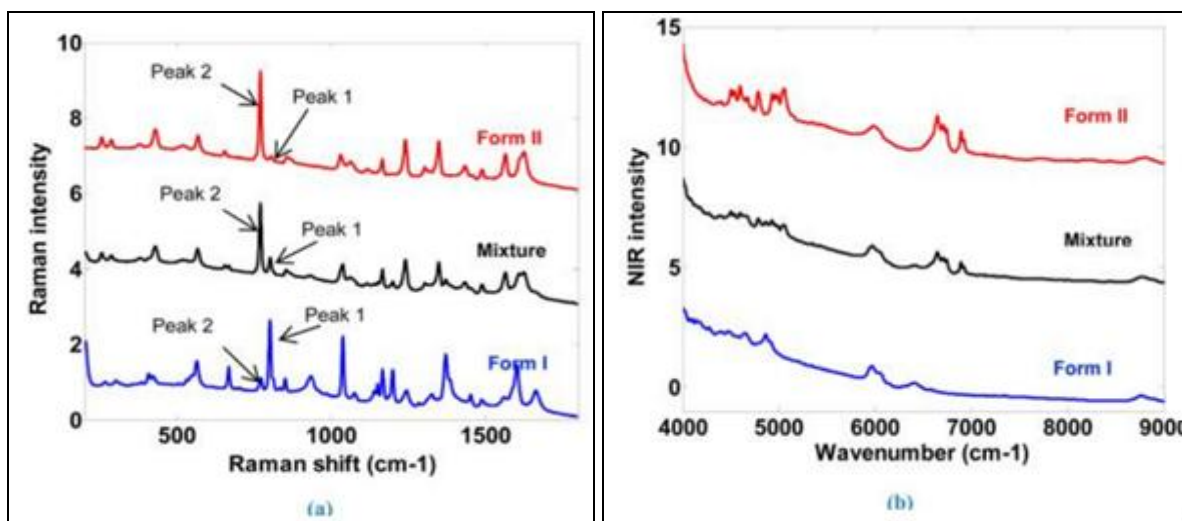 10
8
6
4
2
0
Raman intensity
Peak 2
Peak 1
Form II
Peak 2
Peak 1
Mixture
Peak 2
Peak 1
Form I
500
1000
1500
Raman shift (cm-1)
(a)
15
10
5
0
NIR intensity
Form II
Mixture
Form I
4000
5000
6000
7000
8000
9000
Wavenumber (cm-1)
(b)